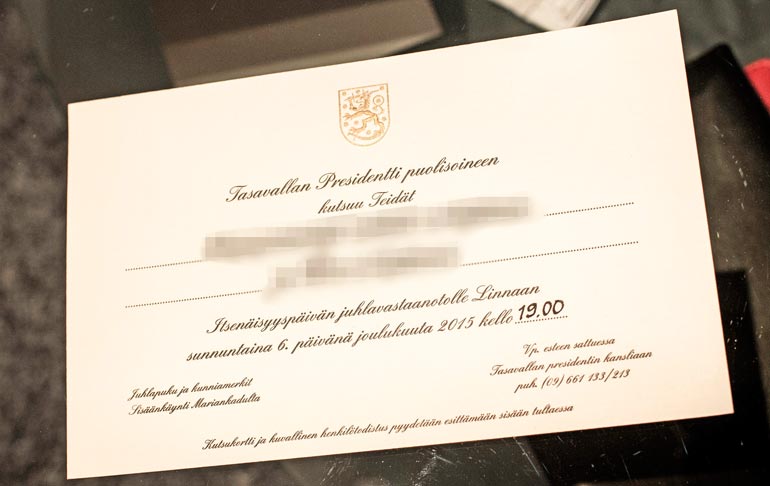 Tasavallan Presidentti puolisoineen
kutsuu Teidät
Itsenäisyyspäivän juhlavastaanotolle Linnaan
sunnuntaina 6. päivänä joulukuuta 2015 kello 19.00
Juhlapuku ja kunniamerkit
Sisäänkäynti Mariankadulta
Vp. esteen sattuessa
Tasavallan presidentin kansliaan
puh. (09) 661 133/213
Kutsukortti ja kuvallinen henkilötodistus pyydetään esittämään sisään tultaessa